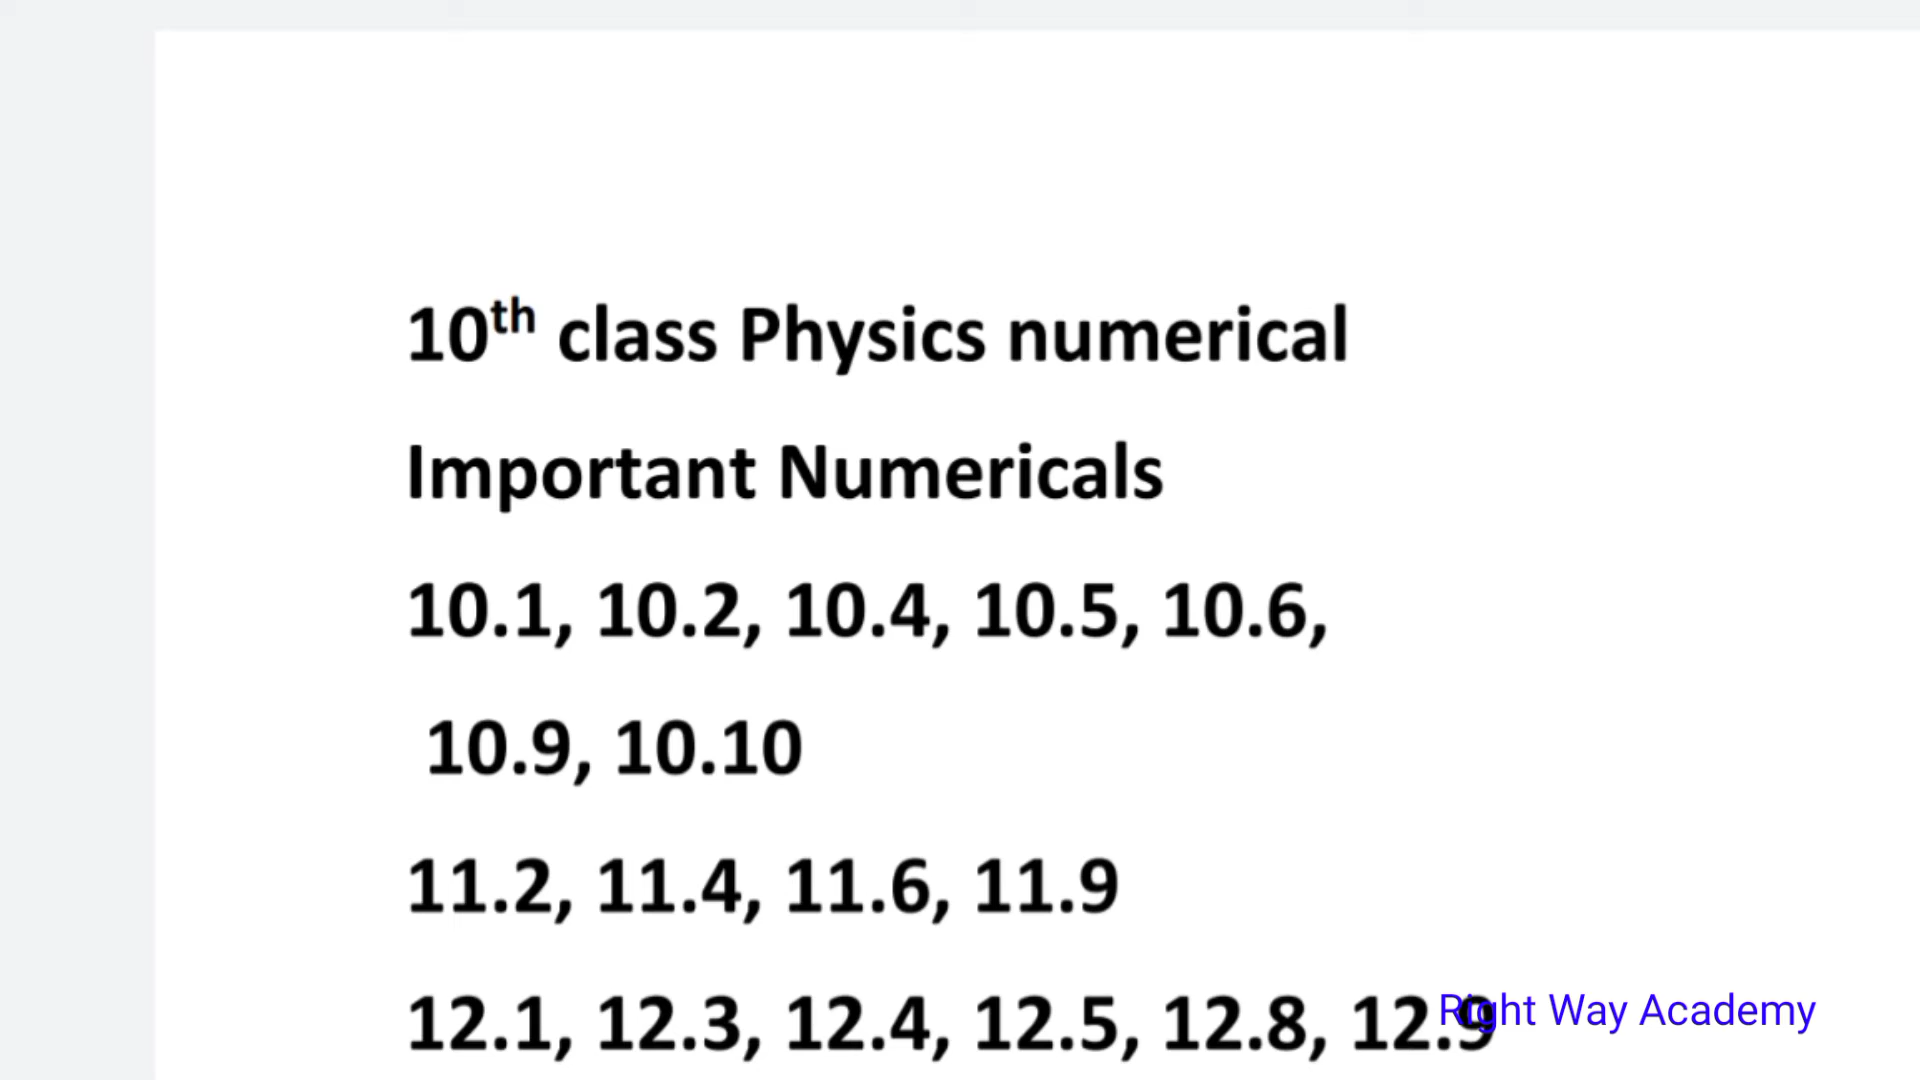 10th class Physics numerical
Important Numericals
10.1, 10.2, 10.4, 10.5, 10.6,
10.9, 10.10
11.2, 11.4, 11.6, 11.9
12.1, 12.3, 12.4, 12.5, 12.8, 12.9
Right Way Academy